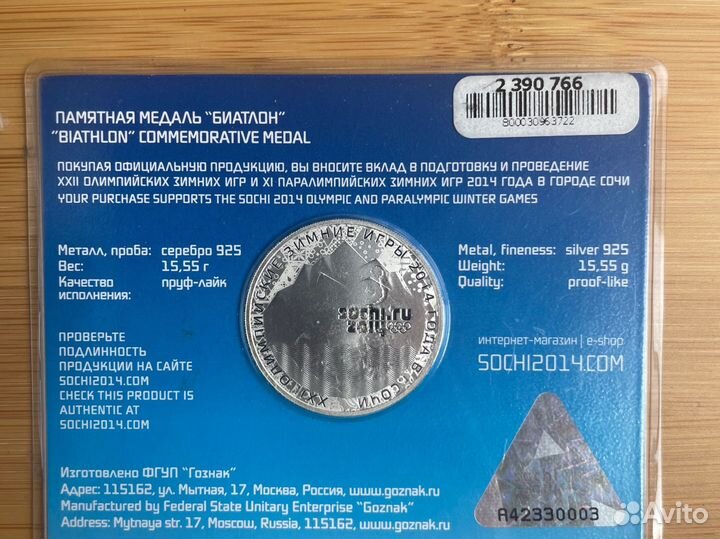 2 390 766
800030963722
ПАМЯТНАЯ МЕДАЛЬ "БИАТЛОН"
"BIATHLON" COMMEMORATIVE MEDAL
ПОКУПАЯ ОФИЦИАЛЬНУЮ ПРОДУКЦИЮ, ВЫ ВНОСИТЕ ВКЛАД В ПОДГОТОВКУ И ПРОВЕДЕНИЕ
XXII ОЛИМПИЙСКИХ ЗИМНИХ ИГР И XI ПАРАЛИМПИЙСКИХ ЗИМНИХ ИГР 2014 ГОДА В ГОРОДЕ СОЧИ
YOUR PURCHASE SUPPORTS THE SOCHI 2014 OLYMPIC AND PARALYMPIC WINTER GAMES
Металл, проба: серебро 925
Вес: 15,55 г
Качество исполнения: пруф-лайк
Metal, fineness: silver 925
Weight: 15,55 g
Quality: proof-like
XXII ОЛИМПИЙСКИЕ ЗИМНИЕ ИГРЫ 2014 ГОДА В Г. СОЧИ
sochi.ru
2014
ПРОВЕРЬТЕ
ПОДЛИННОСТЬ
ПРОДУКЦИИ НА САЙТЕ
SOCHI2014.COM
CHECK THIS PRODUCT IS
AUTHENTIC AT
SOCHI2014.COM
интернет-магазин | e-shop
SOCHI2014.COM
Изготовлено ФГУП "Гознак"
Адрес: 115162, ул. Мытная, 17, Москва, Россия, www.goznak.ru
Manufactured by Federal State Unitary Enterprise "Goznak"
Address: Mytnaya str. 17, Moscow, Russia, 115162, www.goznak.ru
A42330003
Avito